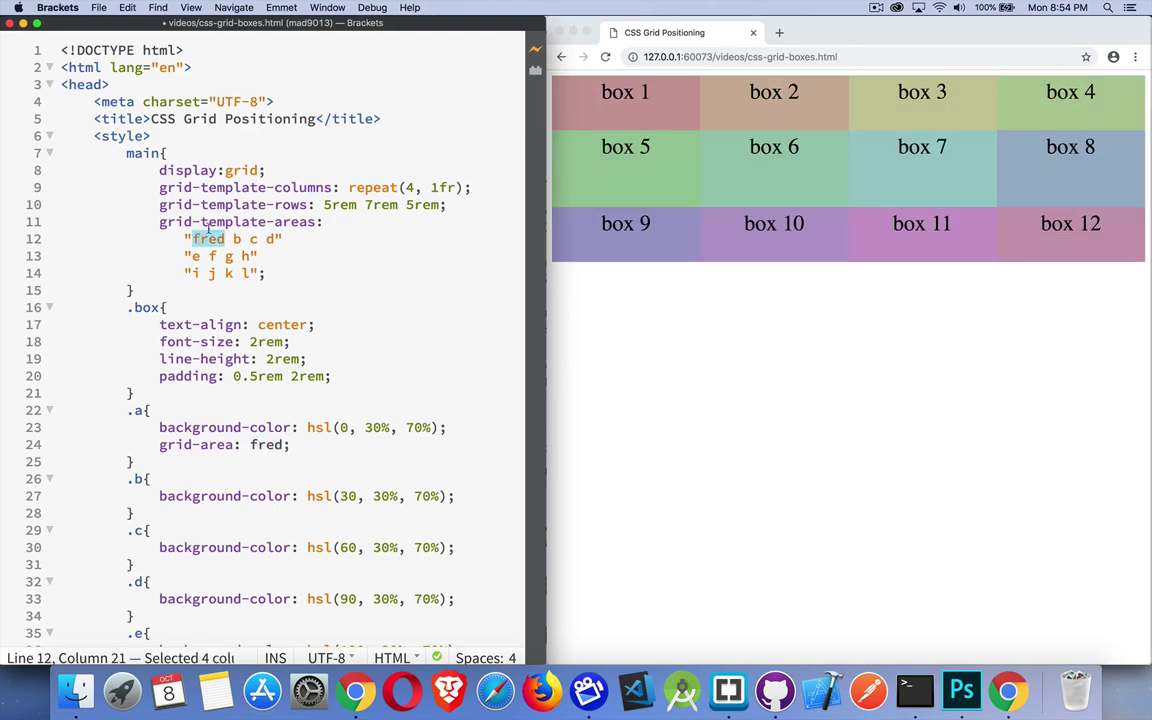 Brackets File Edit Find View Navigate Emmet Window Debug Help 100% Mon 8:54 PM
• videos/css-grid-boxes.html (mad9013) — Brackets
1 <!DOCTYPE html>
2 <html lang="en">
3 <head>
4 <meta charset="UTF-8">
5 <title>CSS Grid Positioning</title>
6 <style>
7 main{
8 display:grid;
9 grid-template-columns: repeat(4, 1fr);
10 grid-template-rows: 5rem 7rem 5rem;
11 grid-template-areas:
12 "fred b c d"
13 "e f g h"
14 "i j k l";
15 }
16 .box{
17 text-align: center;
18 font-size: 2rem;
19 line-height: 2rem;
20 padding: 0.5rem 2rem;
21 }
22 .a{
23 background-color: hsl(0, 30%, 70%);
24 grid-area: fred;
25 }
26 .b{
27 background-color: hsl(30, 30%, 70%);
28 }
29 .c{
30 background-color: hsl(60, 30%, 70%);
31 }
32 .d{
33 background-color: hsl(90, 30%, 70%);
34 }
35 .e{
Line 12, Column 21 — Selected 4 colu INS UTF-8 HTML Spaces: 4
CSS Grid Positioning
127.0.0.1:60073/videos/css-grid-boxes.html
box 1 box 2 box 3 box 4
box 5 box 6 box 7 box 8
box 9 box 10 box 11 box 12
OCT
8
Ps